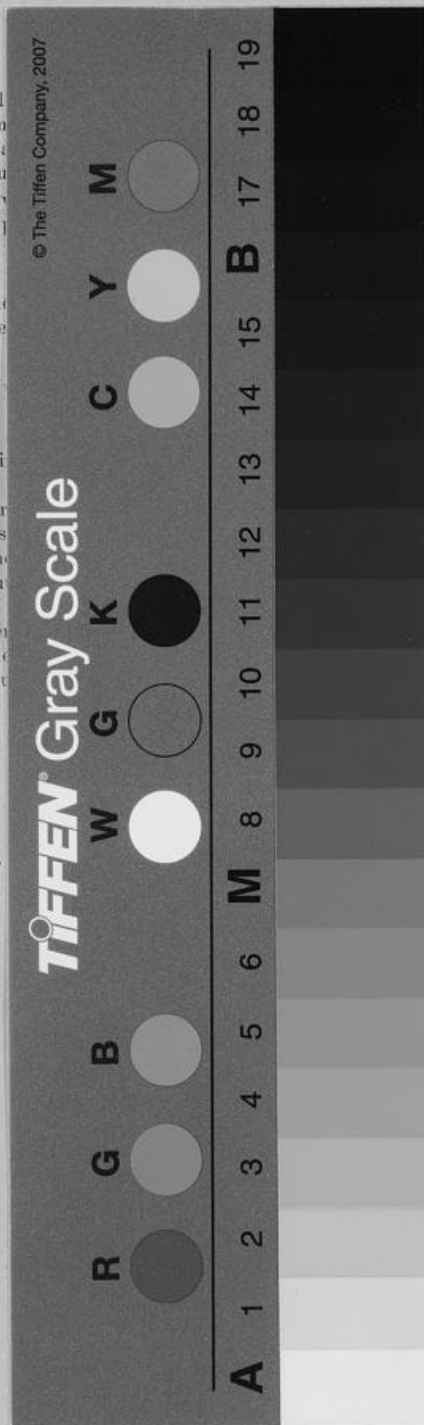 © The Tiffen Company, 2007
TIFFEN® Gray Scale
R G B W G K C Y M
A 1 2 3 4 5 6 M 8 9 10 11 12 13 14 15 B 17 18 19